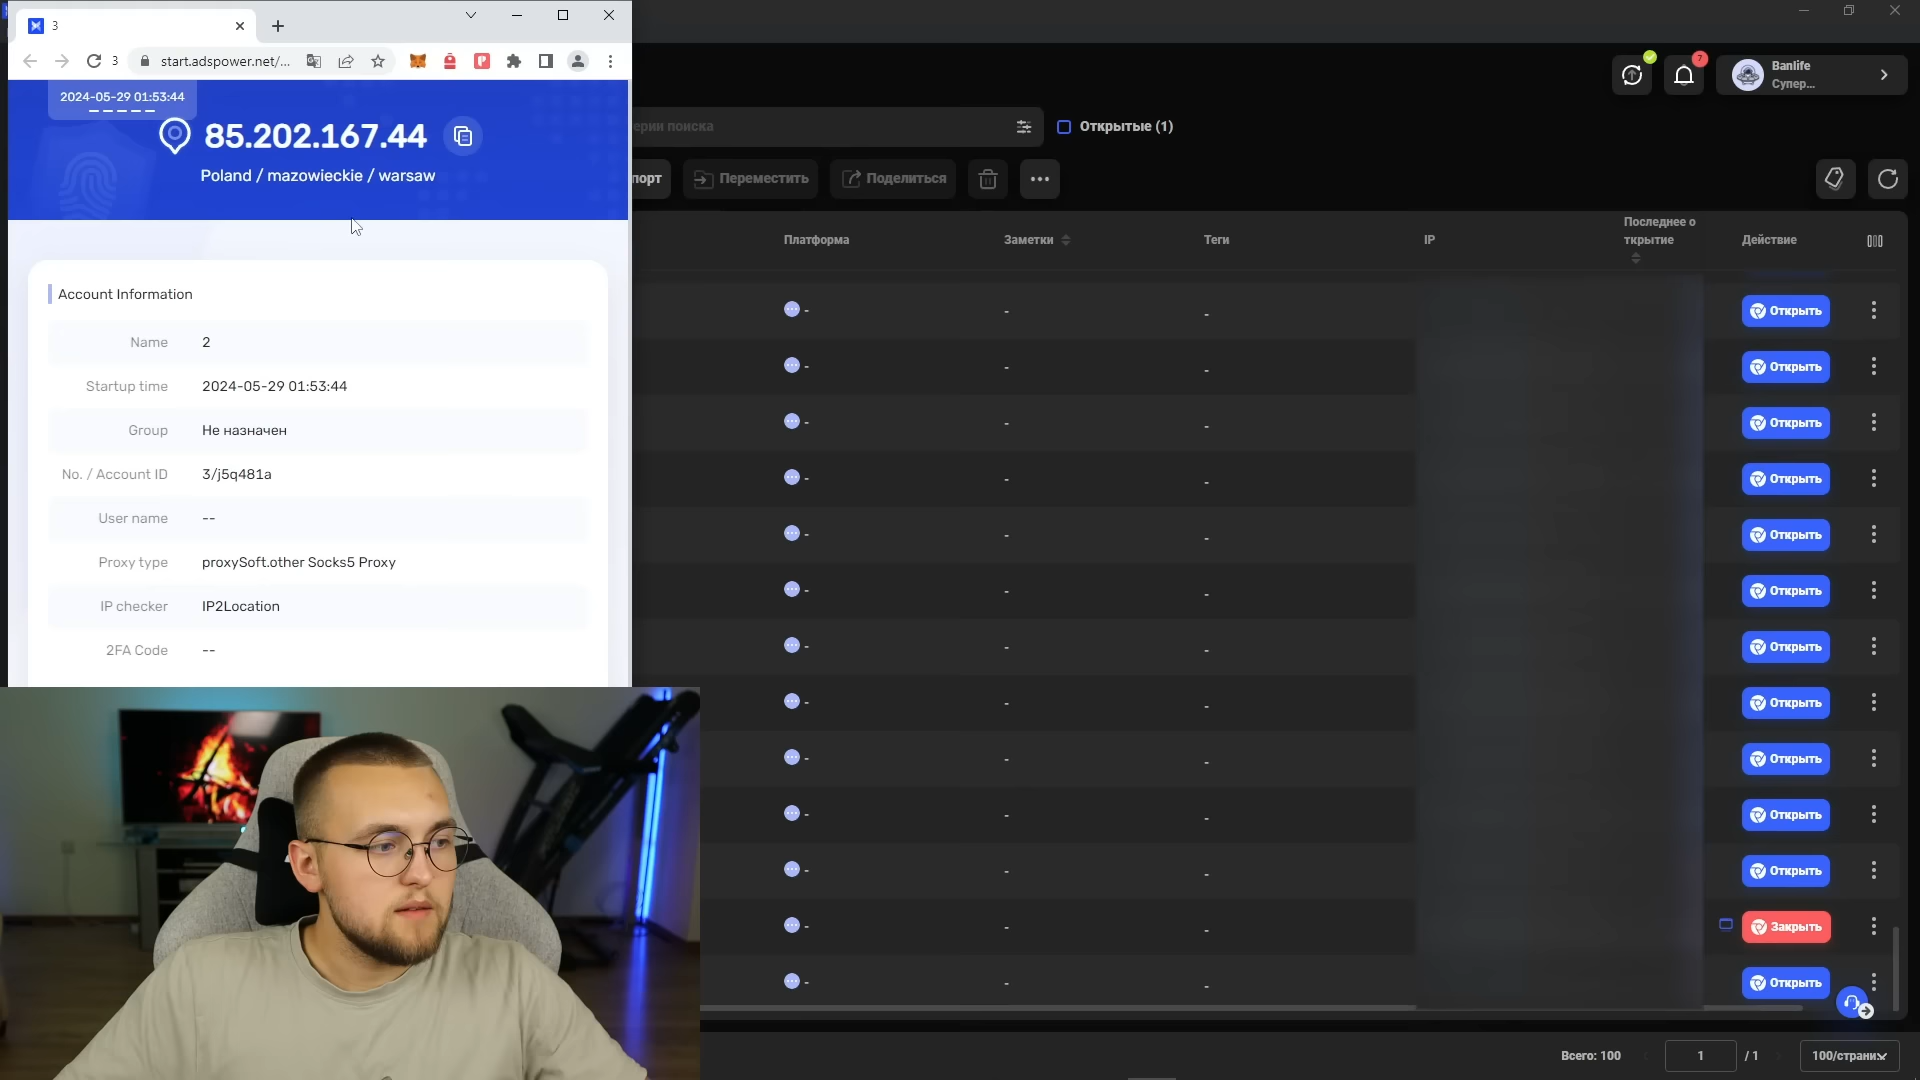 3
3
start.adspower.net/...
2024-05-29 01:53:44
85.202.167.44
Poland / mazowieckie / warsaw
Account Information
Name 2
Startup time 2024-05-29 01:53:44
Group Не назначен
No. / Account ID 3/j5q481a
User name --
Proxy type proxySoft.other Socks5 Proxy
IP checker IP2Location
2FA Code --
7
Banlife
Супер...
ерии поиска
Открытые (1)
порт
Переместить
Поделиться
Платформа
Заметки
Теги
IP
Последнее о
ткрытие
Действие
- - - Открыть
- - - Открыть
- - - Открыть
- - - Открыть
- - - Открыть
- - - Открыть
- - - Открыть
- - - Открыть
- - - Открыть
- - - Открыть
- - - Открыть
- - - Закрыть
- - - Открыть
Всего: 100
1
/ 1
100/страни